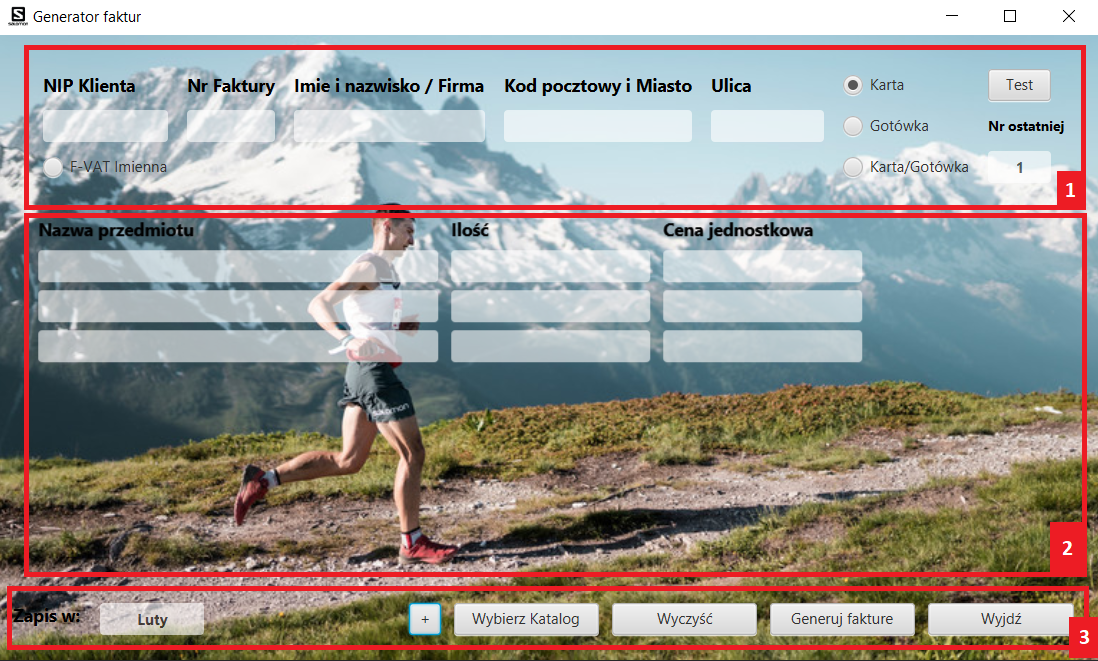 SALOMON
Generator faktur
NIP Klienta Nr Faktury Imie i nazwisko / Firma Kod pocztowy i Miasto Ulica
Karta
Test
Gotówka
Nr ostatniej
F-VAT Imienna
Karta/Gotówka
1
1
Nazwa przedmiotu Ilość Cena jednostkowa
salomon
2
Zapis w: Luty + Wybierz Katalog Wyczyść Generuj fakture Wyjdź
3